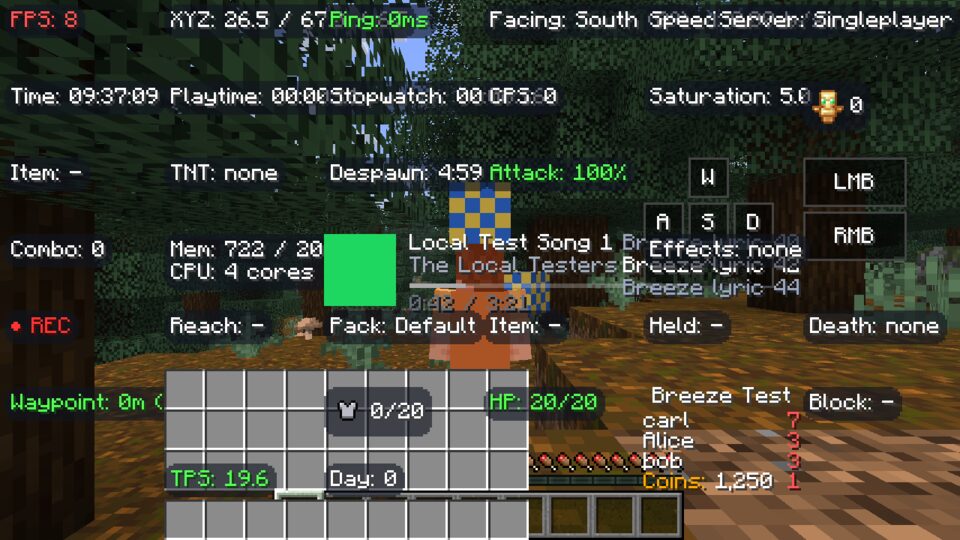 FPS: 8
XYZ: 26.5 / 67
Ping: 0ms
Facing: South
Speed
Server: Singleplayer
Time: 09:37:09
Playtime: 00:00
Stopwatch: 00:
CPS: 0
Saturation: 5.0
0
Item: -
TNT: none
Despawn: 4:59
Attack: 100%
W
LMB
A
S
D
RMB
Combo: 0
Mem: 722 / 20
CPU: 4 cores
Local Test Song 1
The Local Testers
0:42 / 3:21
Effects: none
Breeze lyric 44
● REC
Reach: -
Pack: Default
Item: -
Held: -
Death: none
Waypoint: 0m (
0/20
HP: 20/20
Breeze Test
carl 7
Alice 3
bob 3
Coins: 1,250 1
Block: -
TPS: 19.6
Day: 0